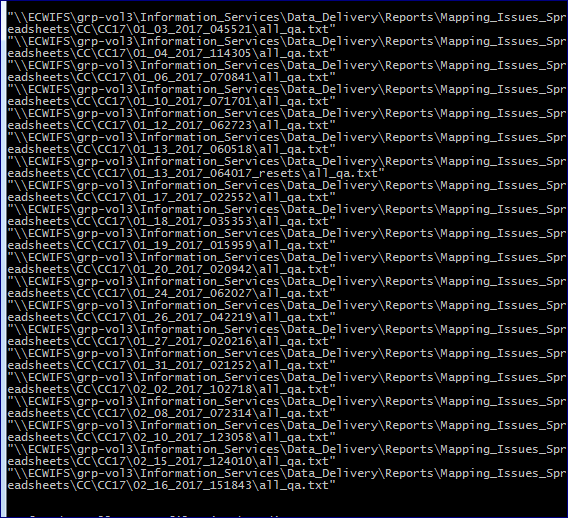 "\\ECWIFS\grp-vol3\Information_Services\Data_Delivery\Reports\Mapping_Issues_Spr
eadsheets\CC\CC17\01_03_2017_045521\all_qa.txt"
"\\ECWIFS\grp-vol3\Information_Services\Data_Delivery\Reports\Mapping_Issues_Spr
eadsheets\CC\CC17\01_04_2017_114305\all_qa.txt"
"\\ECWIFS\grp-vol3\Information_Services\Data_Delivery\Reports\Mapping_Issues_Spr
eadsheets\CC\CC17\01_06_2017_070841\all_qa.txt"
"\\ECWIFS\grp-vol3\Information_Services\Data_Delivery\Reports\Mapping_Issues_Spr
eadsheets\CC\CC17\01_10_2017_071701\all_qa.txt"
"\\ECWIFS\grp-vol3\Information_Services\Data_Delivery\Reports\Mapping_Issues_Spr
eadsheets\CC\CC17\01_12_2017_062723\all_qa.txt"
"\\ECWIFS\grp-vol3\Information_Services\Data_Delivery\Reports\Mapping_Issues_Spr
eadsheets\CC\CC17\01_13_2017_060518\all_qa.txt"
"\\ECWIFS\grp-vol3\Information_Services\Data_Delivery\Reports\Mapping_Issues_Spr
eadsheets\CC\CC17\01_13_2017_064017_resets\all_qa.txt"
"\\ECWIFS\grp-vol3\Information_Services\Data_Delivery\Reports\Mapping_Issues_Spr
eadsheets\CC\CC17\01_17_2017_022552\all_qa.txt"
"\\ECWIFS\grp-vol3\Information_Services\Data_Delivery\Reports\Mapping_Issues_Spr
eadsheets\CC\CC17\01_18_2017_035353\all_qa.txt"
"\\ECWIFS\grp-vol3\Information_Services\Data_Delivery\Reports\Mapping_Issues_Spr
eadsheets\CC\CC17\01_19_2017_015959\all_qa.txt"
"\\ECWIFS\grp-vol3\Information_Services\Data_Delivery\Reports\Mapping_Issues_Spr
eadsheets\CC\CC17\01_20_2017_020942\all_qa.txt"
"\\ECWIFS\grp-vol3\Information_Services\Data_Delivery\Reports\Mapping_Issues_Spr
eadsheets\CC\CC17\01_24_2017_062027\all_qa.txt"
"\\ECWIFS\grp-vol3\Information_Services\Data_Delivery\Reports\Mapping_Issues_Spr
eadsheets\CC\CC17\01_26_2017_042219\all_qa.txt"
"\\ECWIFS\grp-vol3\Information_Services\Data_Delivery\Reports\Mapping_Issues_Spr
eadsheets\CC\CC17\01_27_2017_020216\all_qa.txt"
"\\ECWIFS\grp-vol3\Information_Services\Data_Delivery\Reports\Mapping_Issues_Spr
eadsheets\CC\CC17\01_31_2017_021252\all_qa.txt"
"\\ECWIFS\grp-vol3\Information_Services\Data_Delivery\Reports\Mapping_Issues_Spr
eadsheets\CC\CC17\02_02_2017_102718\all_qa.txt"
"\\ECWIFS\grp-vol3\Information_Services\Data_Delivery\Reports\Mapping_Issues_Spr
eadsheets\CC\CC17\02_08_2017_072314\all_qa.txt"
"\\ECWIFS\grp-vol3\Information_Services\Data_Delivery\Reports\Mapping_Issues_Spr
eadsheets\CC\CC17\02_10_2017_123058\all_qa.txt"
"\\ECWIFS\grp-vol3\Information_Services\Data_Delivery\Reports\Mapping_Issues_Spr
eadsheets\CC\CC17\02_15_2017_124010\all_qa.txt"
"\\ECWIFS\grp-vol3\Information_Services\Data_Delivery\Reports\Mapping_Issues_Spr
eadsheets\CC\CC17\02_16_2017_151843\all_qa.txt"